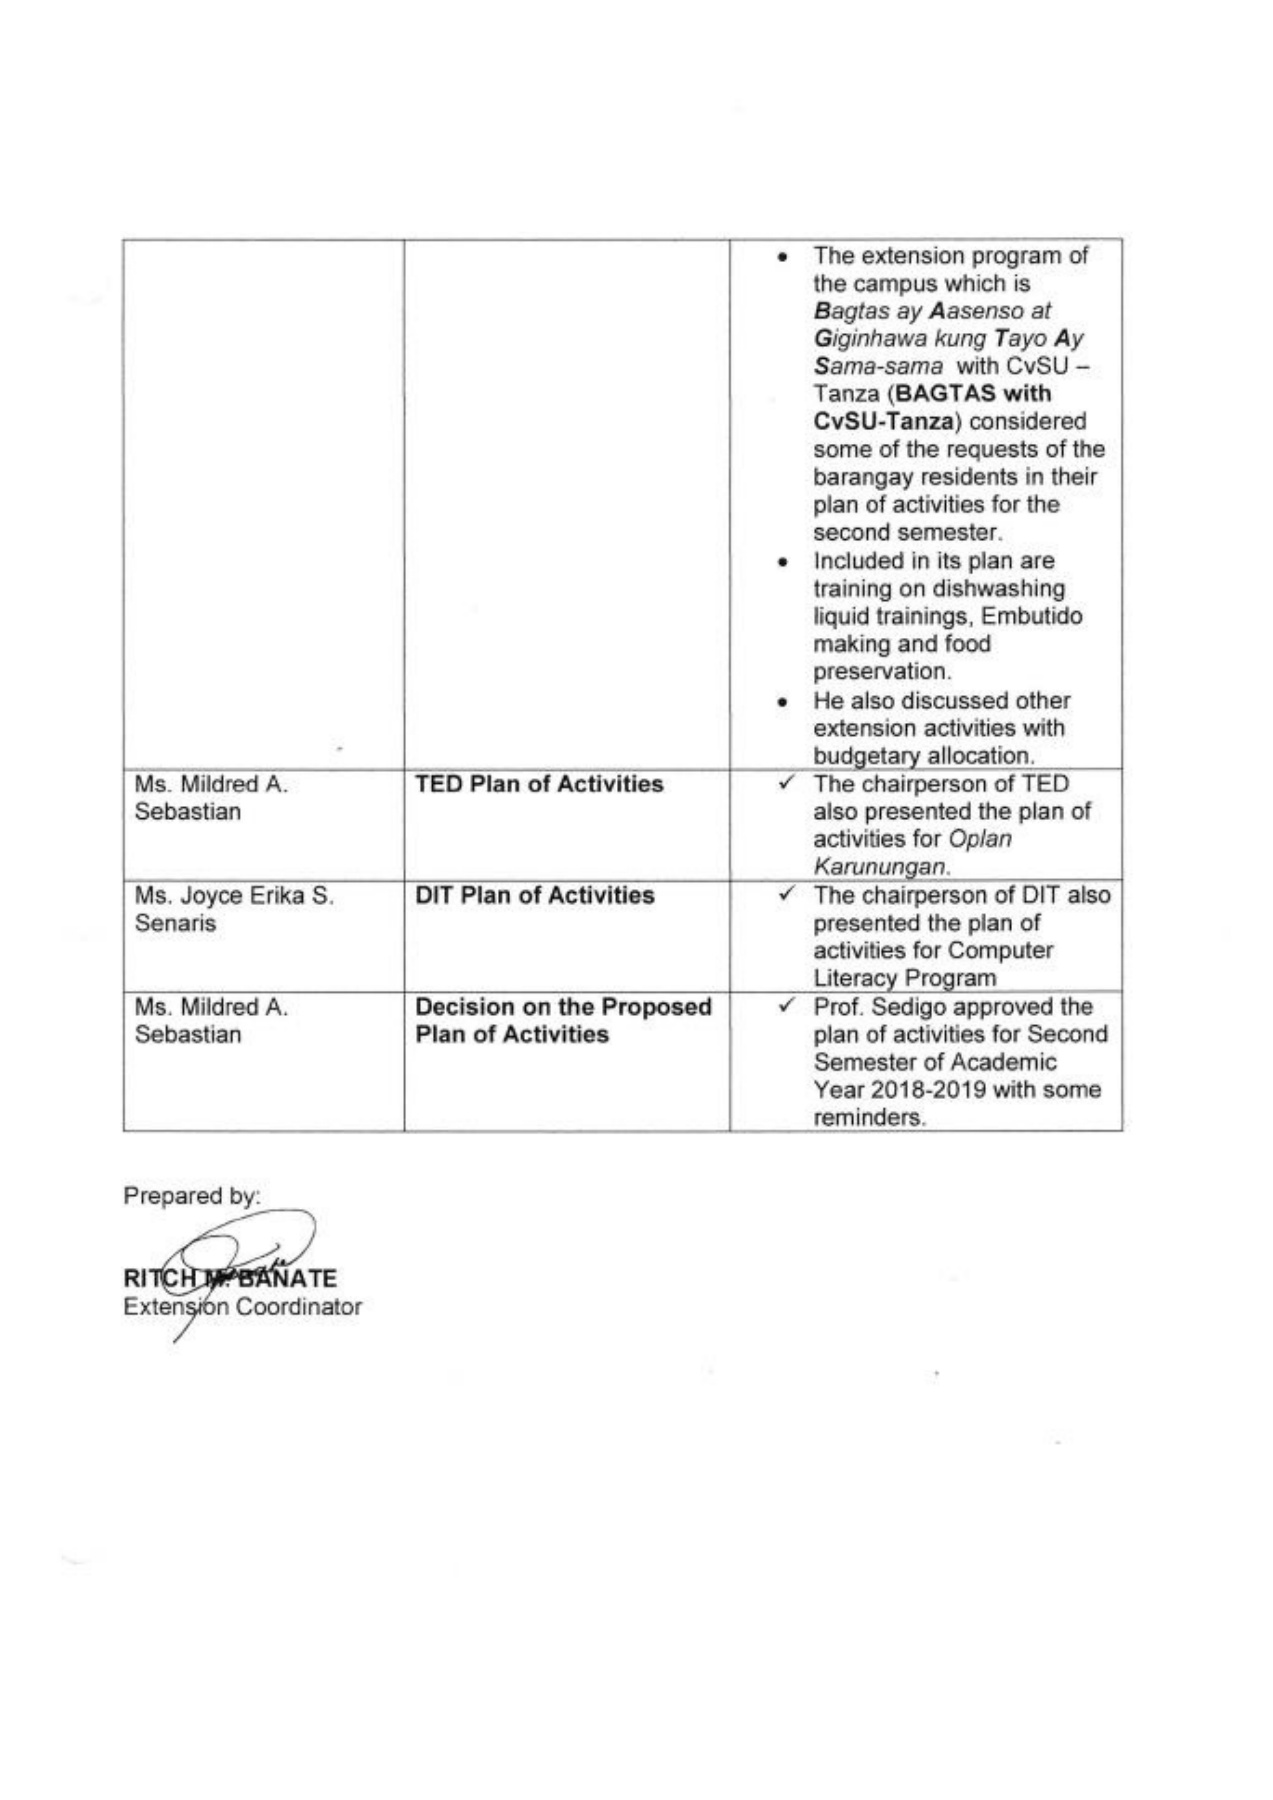 • The extension program of
the campus which is
Bagtas ay Aasenso at
Giginhawa kung Tayo Ay
Sama-sama with CvSU –
Tanza (BAGTAS with
CvSU-Tanza) considered
some of the requests of the
barangay residents in their
plan of activities for the
second semester.
• Included in its plan are
training on dishwashing
liquid trainings, Embutido
making and food
preservation.
• He also discussed other
extension activities with
budgetary allocation.
Ms. Mildred A.
Sebastian
TED Plan of Activities
✓ The chairperson of TED
also presented the plan of
activities for Oplan
Karunungan.
Ms. Joyce Erika S.
Senaris
DIT Plan of Activities
✓ The chairperson of DIT also
presented the plan of
activities for Computer
Literacy Program
Ms. Mildred A.
Sebastian
Decision on the Proposed
Plan of Activities
✓ Prof. Sedigo approved the
plan of activities for Second
Semester of Academic
Year 2018-2019 with some
reminders.
Prepared by:
RITCH M. BANATE
Extension Coordinator